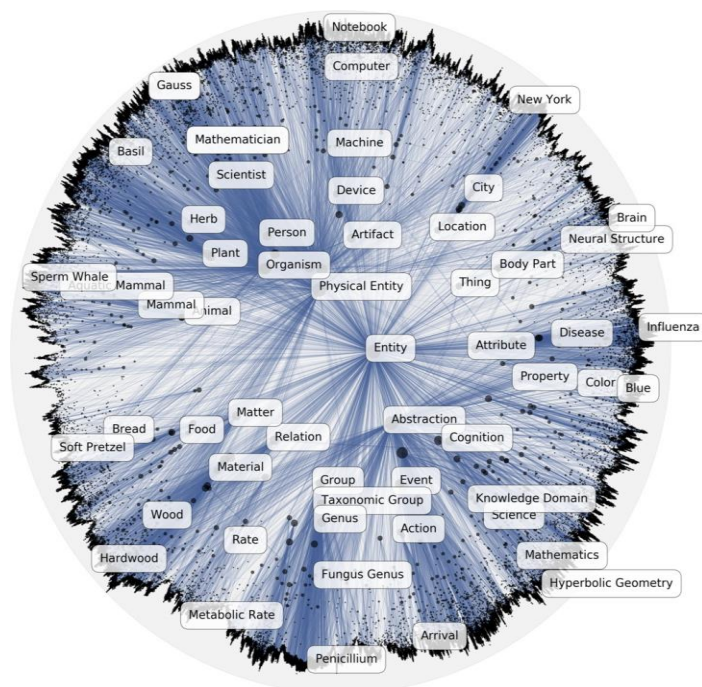 Notebook
Computer
Gauss
New York
Mathematician
Machine
Basil
Scientist
Device
City
Herb
Person
Artifact
Location
Brain
Neural Structure
Plant
Organism
Body Part
Sperm Whale
Aquatic Mammal
Physical Entity
Thing
Mammal
Animal
Influenza
Disease
Entity
Attribute
Property
Color
Blue
Matter
Abstraction
Bread
Food
Relation
Cognition
Soft Pretzel
Material
Group
Event
Taxonomic Group
Knowledge Domain
Wood
Genus
Science
Rate
Action
Hardwood
Mathematics
Fungus Genus
Hyperbolic Geometry
Metabolic Rate
Arrival
Penicillium